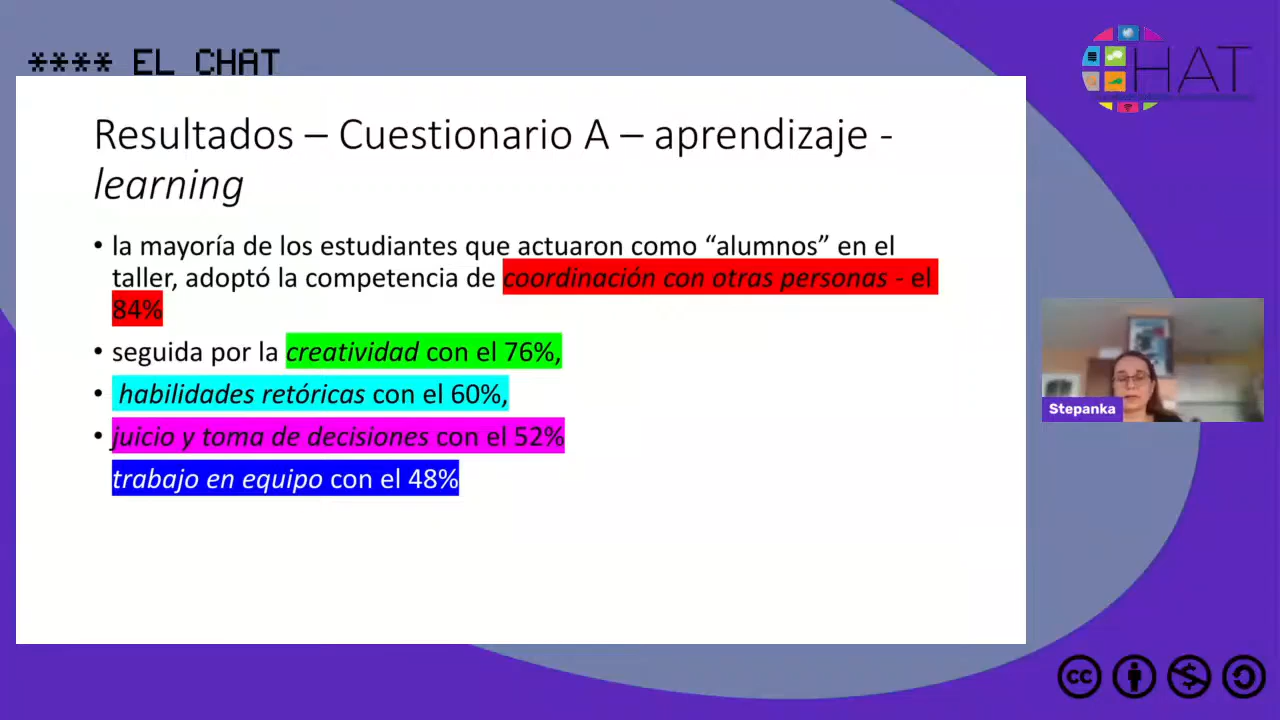 **** EL CHAT
HAT
Resultados – Cuestionario A – aprendizaje -
learning
• la mayoría de los estudiantes que actuaron como “alumnos” en el
taller, adoptó la competencia de coordinación con otras personas - el
84%
• seguida por la creatividad con el 76%,
• habilidades retóricas con el 60%,
• juicio y toma de decisiones con el 52%
trabajo en equipo con el 48%
Stepanka
cc